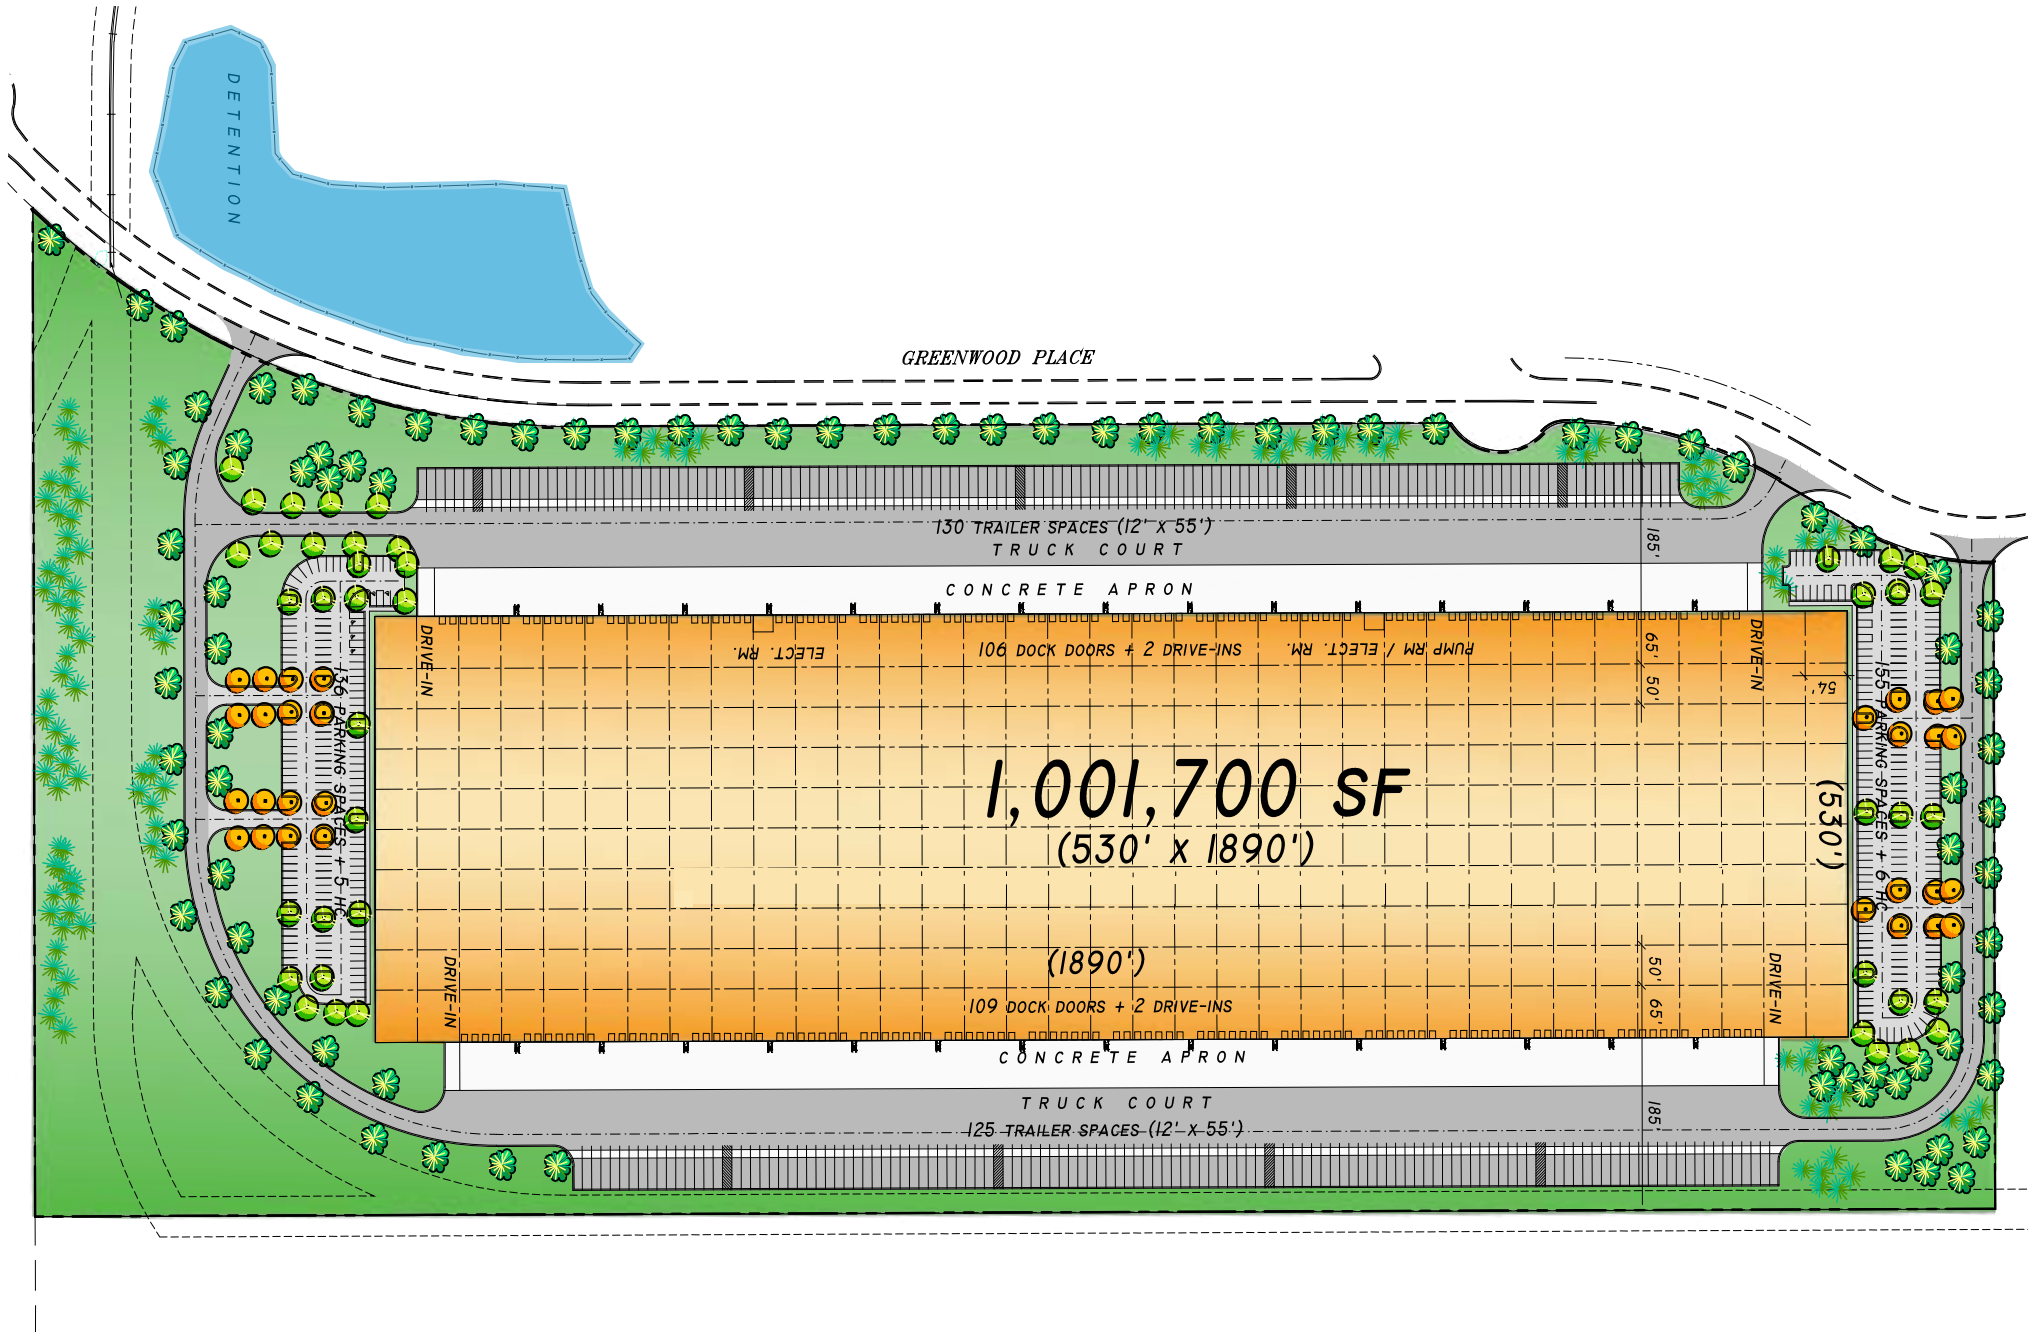 DETENTION
GREENWOOD PLACE
130 TRAILER SPACES (12' X 55')
TRUCK COURT
185'
CONCRETE APRON
DRIVE-IN
ELECT. RM.
106 DOCK DOORS + 2 DRIVE-INS
PUMP RM / ELECT. RM.
65'
50'
DRIVE-IN
54'
136 PARKING SPACES + 5 HC
155 PARKING SPACES + 6 HC
1,001,700 SF
(530' X 1890')
(530')
(1890')
DRIVE-IN
109 DOCK DOORS + 2 DRIVE-INS
50'
65'
DRIVE-IN
CONCRETE APRON
TRUCK COURT
185'
125 TRAILER SPACES (12' X 55')